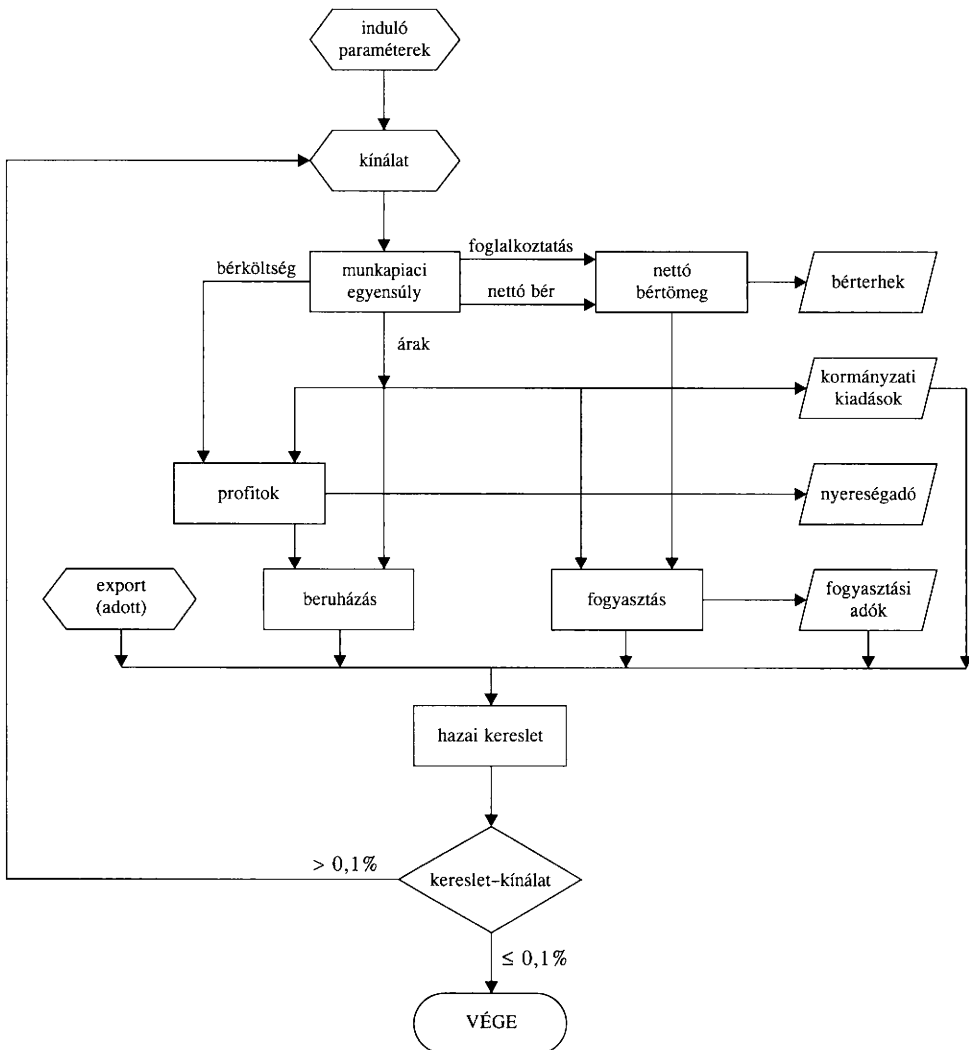 induló
paraméterek
kínálat
foglalkoztatás
bérköltség
munkapiaci
egyensúly
nettó
bértömeg
bérterhek
nettó bér
árak
kormányzati
kiadások
profitok
nyereségadó
export
(adott)
beruházás
fogyasztás
fogyasztási
adók
hazai kereslet
> 0,1%
kereslet–kínálat
≤ 0,1%
VÉGE